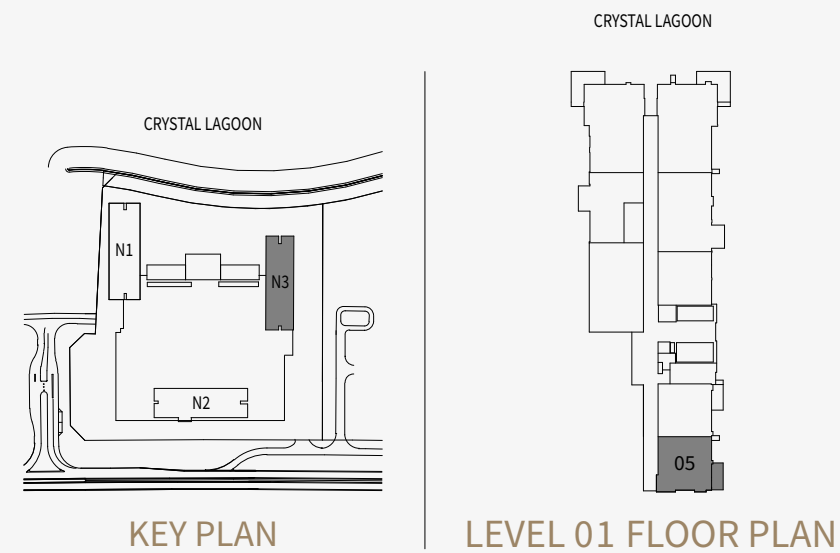 CRYSTAL LAGOON
N1
N3
N2
KEY PLAN
CRYSTAL LAGOON
05
LEVEL 01 FLOOR PLAN